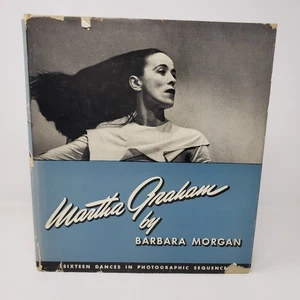 Martha Graham
by
BARBARA MORGAN
SIXTEEN DANCES IN PHOTOGRAPHIC SEQUENCE